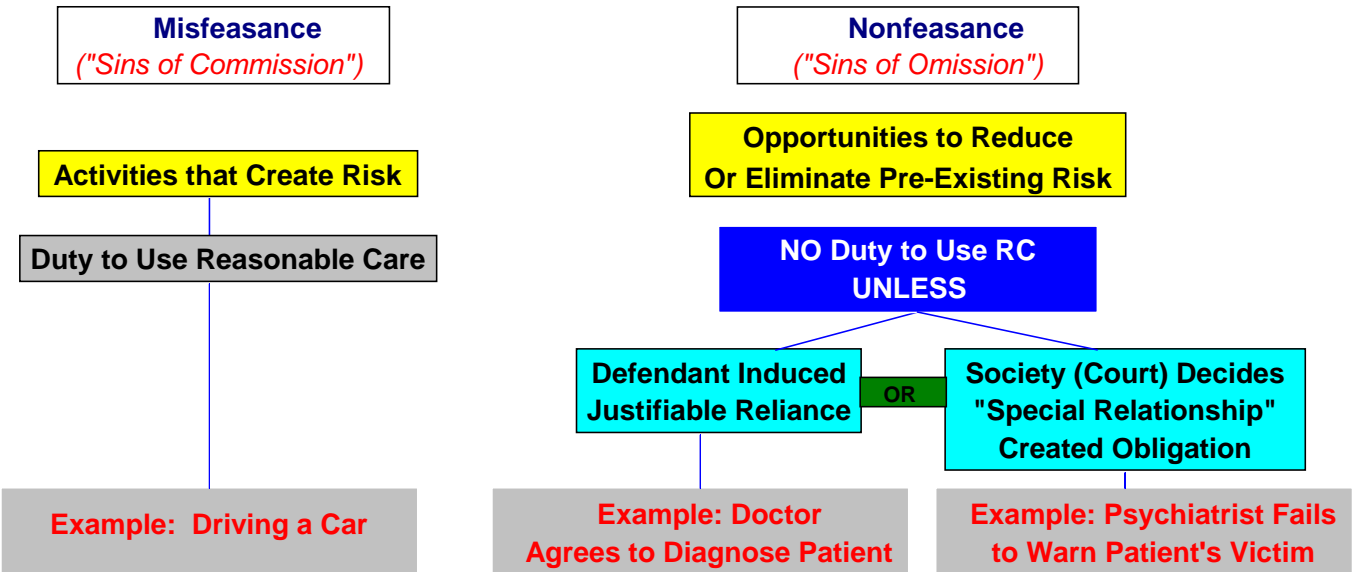 Misfeasance
("Sins of Commission")
Activities that Create Risk
Duty to Use Reasonable Care
Example: Driving a Car
Nonfeasance
("Sins of Omission")
Opportunities to Reduce
Or Eliminate Pre-Existing Risk
NO Duty to Use RC
UNLESS
Defendant Induced
Justifiable Reliance
OR
Society (Court) Decides
"Special Relationship"
Created Obligation
Example: Doctor
Agrees to Diagnose Patient
Example: Psychiatrist Fails
to Warn Patient's Victim